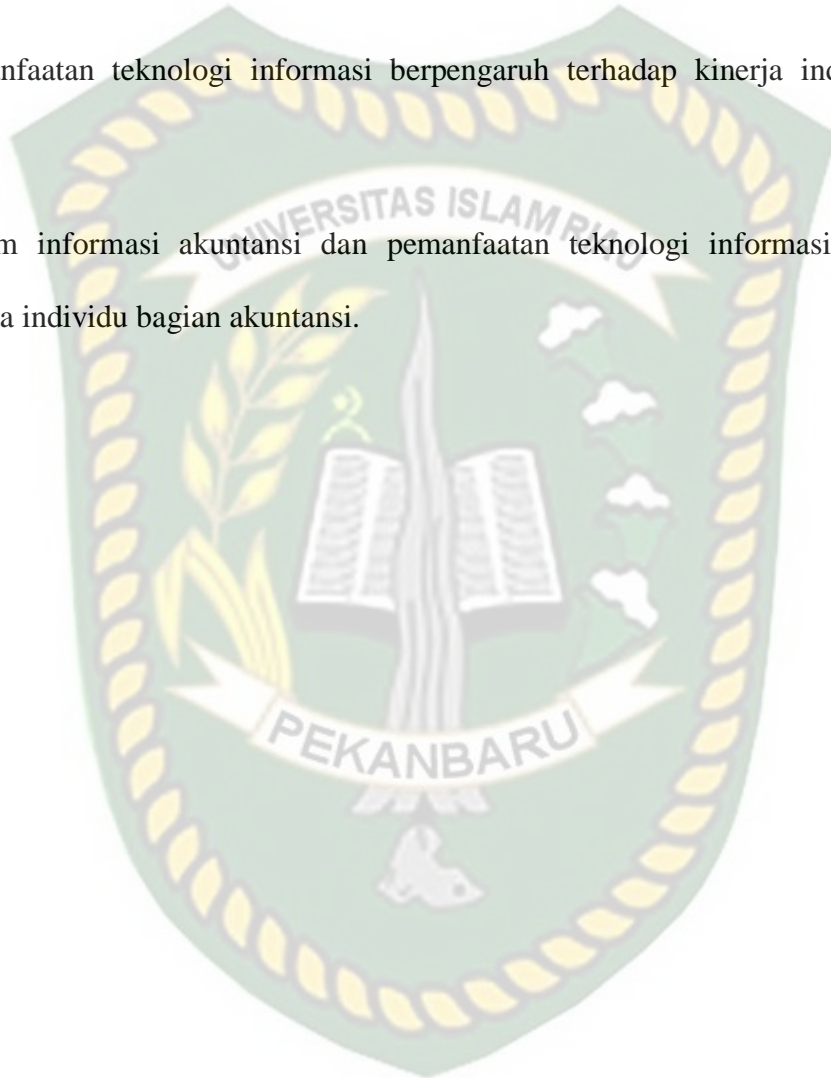 nfaatan teknologi informasi berpengaruh terhadap kinerja
UNIVERSITAS ISLAM RIAU
m informasi akuntansi dan pemanfaatan teknologi informasi
a individu bagian akuntansi.
PEKANBARU